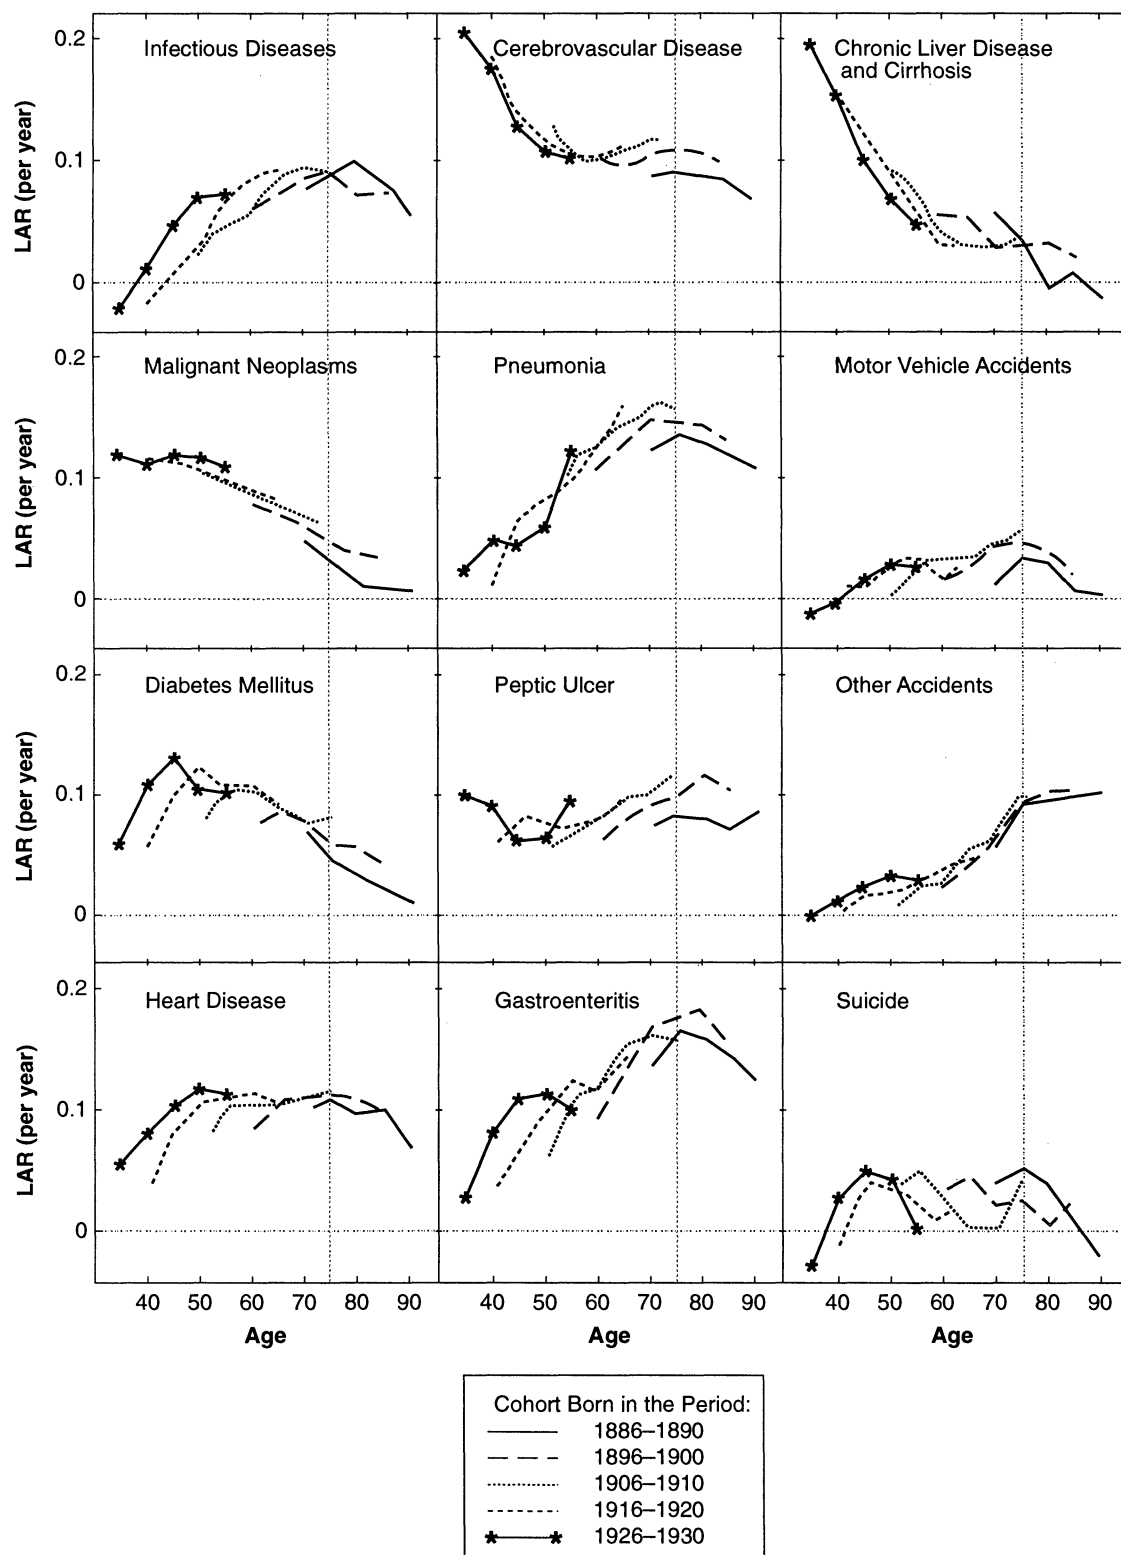 0.2
Infectious Diseases
Cerebrovascular Disease
Chronic Liver Disease
and Cirrhosis
LAR (per year)
0.1
0
0.2
Malignant Neoplasms
Pneumonia
Motor Vehicle Accidents
LAR (per year)
0.1
0
0.2
Diabetes Mellitus
Peptic Ulcer
Other Accidents
LAR (per year)
0.1
0
0.2
Heart Disease
Gastroenteritis
Suicide
LAR (per year)
0.1
0
40 50 60 70 80 90 40 50 60 70 80 90 40 50 60 70 80 90
Age Age Age
Cohort Born in the Period:
1886–1890
1896–1900
1906–1910
1916–1920
1926–1930